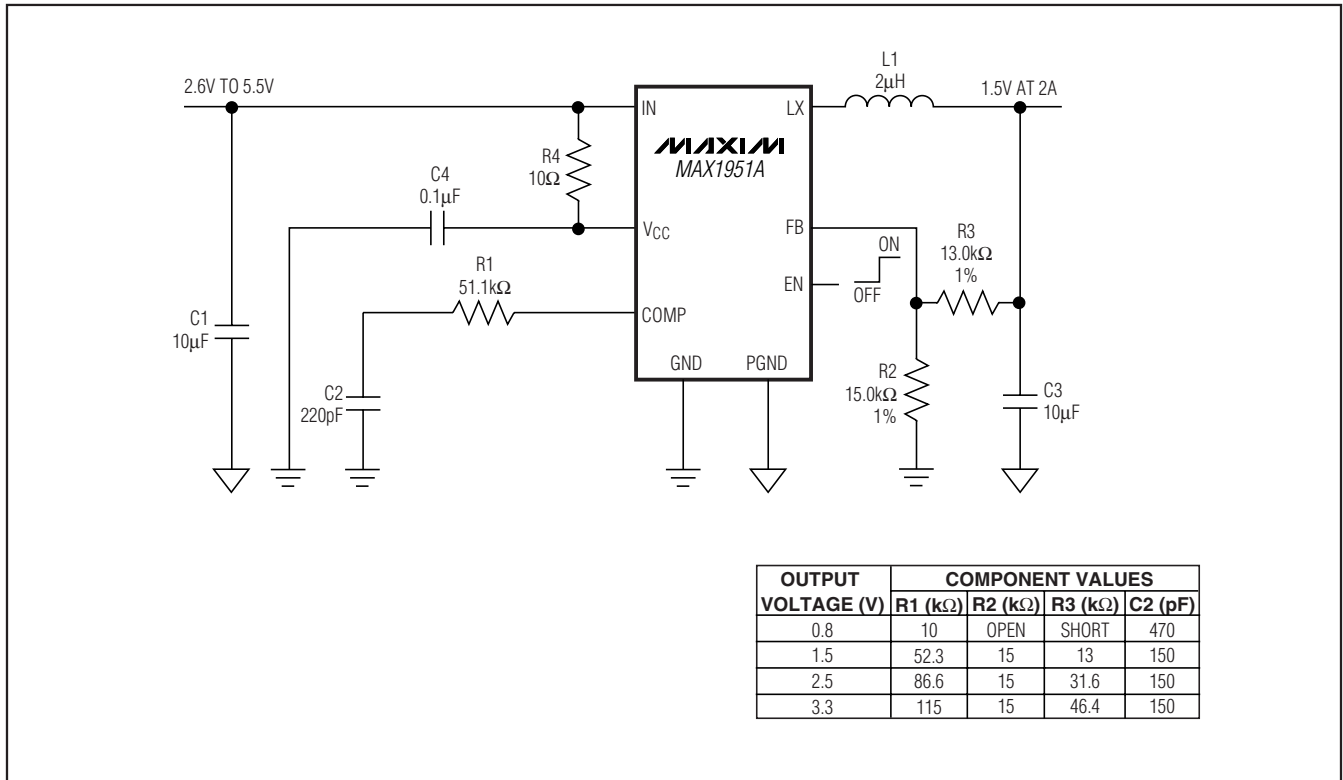 2.6V TO 5.5V
L1
2μH
1.5V AT 2A
IN
LX
MAXIM
MAX1951A
R4
10Ω
C4
0.1μF
VCC
FB
R3
13.0kΩ
1%
ON
OFF
EN
R1
51.1kΩ
COMP
C1
10μF
GND
PGND
R2
15.0kΩ
1%
C2
220pF
C3
10μF
OUTPUT VOLTAGE (V)
COMPONENT VALUES
R1 (kΩ) R2 (kΩ) R3 (kΩ) C2 (pF)
0.8 10 OPEN SHORT 470
1.5 52.3 15 13 150
2.5 86.6 15 31.6 150
3.3 115 15 46.4 150